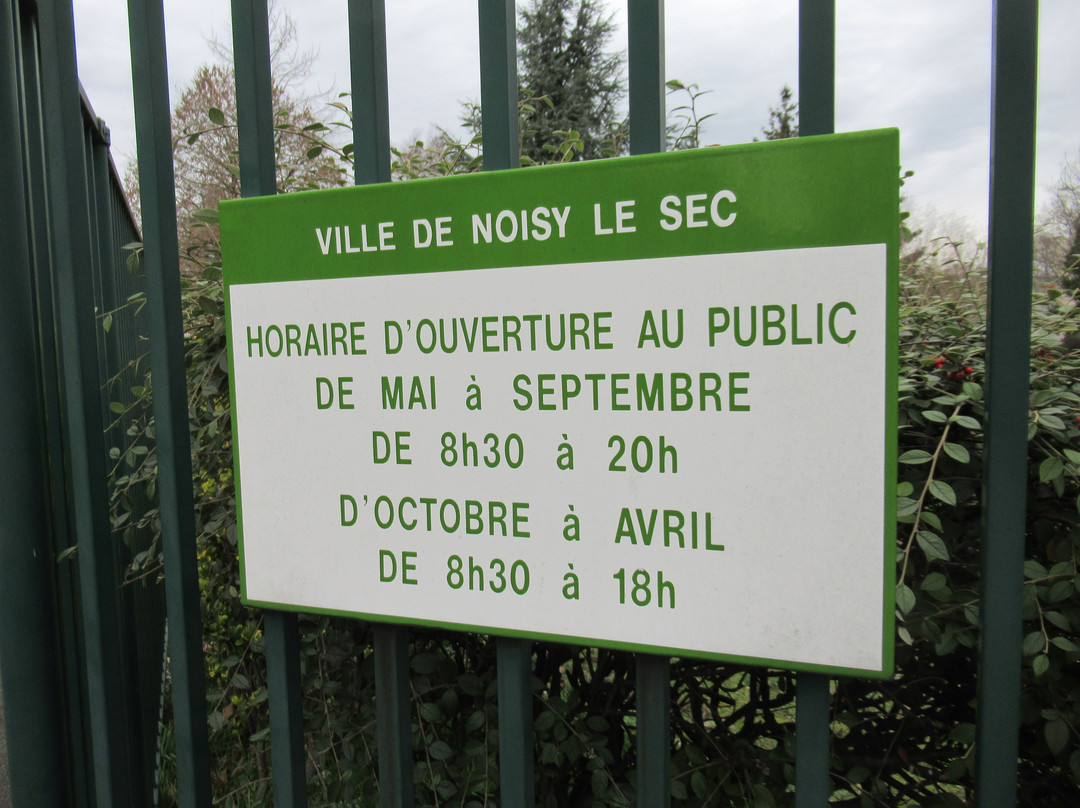 VILLE DE NOISY LE SEC
HORAIRE D'OUVERTURE AU PUBLIC
DE MAI à SEPTEMBRE
DE 8h30 à 20h
D'OCTOBRE à AVRIL
DE 8h30 à 18h